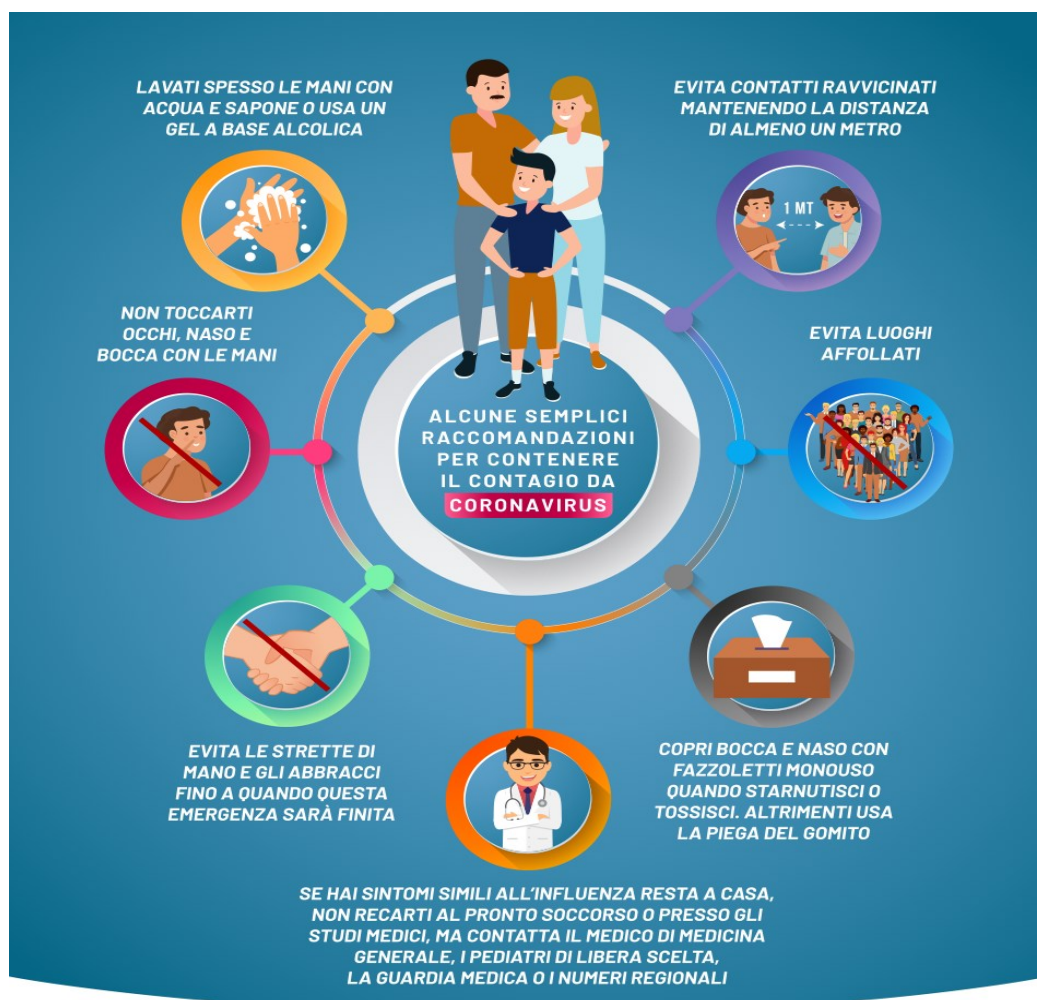 LAVATI SPESSO LE MANI CON
ACQUA E SAPONE O USA UN
GEL A BASE ALCOLICA
EVITA CONTATTI RAVVICINATI
MANTENENDO LA DISTANZA
DI ALMENO UN METRO
1 MT
NON TOCCARTI
OCCHI, NASO E
BOCCA CON LE MANI
EVITA LUOGHI
AFFOLLATI
ALCUNE SEMPLICI
RACCOMANDAZIONI
PER CONTENERE
IL CONTAGIO DA
CORONAVIRUS
EVITA LE STRETTE DI
MANO E GLI ABBRACCI
FINO A QUANDO QUESTA
EMERGENZA SARÀ FINITA
COPRI BOCCA E NASO CON
FAZZOLETTI MONOUSO
QUANDO STARNUTISCI O
TOSSISCI. ALTRIMENTI USA
LA PIEGA DEL GOMITO
SE HAI SINTOMI SIMILI ALL'INFLUENZA RESTA A CASA,
NON RECARTI AL PRONTO SOCCORSO O PRESSO GLI
STUDI MEDICI, MA CONTATTA IL MEDICO DI MEDICINA
GENERALE, I PEDIATRI DI LIBERA SCELTA,
LA GUARDIA MEDICA O I NUMERI REGIONALI